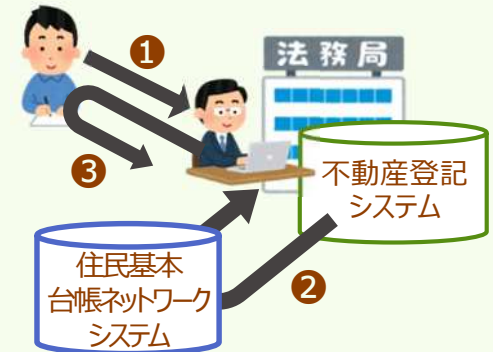 ❶
法務局
❸
不動産登記
システム
住民基本
台帳ネットワーク
システム
❷